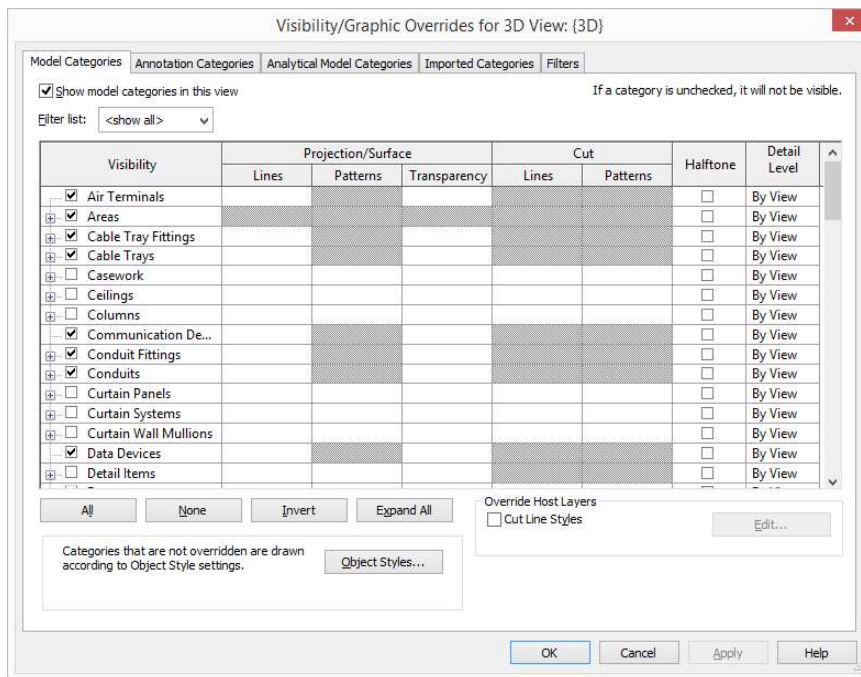 Visibility/Graphic Overrides for 3D View: {3D}
Model Categories Annotation Categories Analytical Model Categories Imported Categories Filters
Show model categories in this view If a category is unchecked, it will not be visible.
Filter list: <show all>
Visibility Projection/Surface Cut Halftone Detail Level
Lines Patterns Transparency Lines Patterns
Air Terminals By View
Areas By View
Cable Tray Fittings By View
Cable Trays By View
Casework By View
Ceilings By View
Columns By View
Communication De... By View
Conduit Fittings By View
Conduits By View
Curtain Panels By View
Curtain Systems By View
Curtain Wall Mullions By View
Data Devices By View
Detail Items By View
All None Invert Expand All
Override Host Layers
Cut Line Styles Edit...
Categories that are not overridden are drawn
according to Object Style settings. Object Styles...
OK Cancel Apply Help